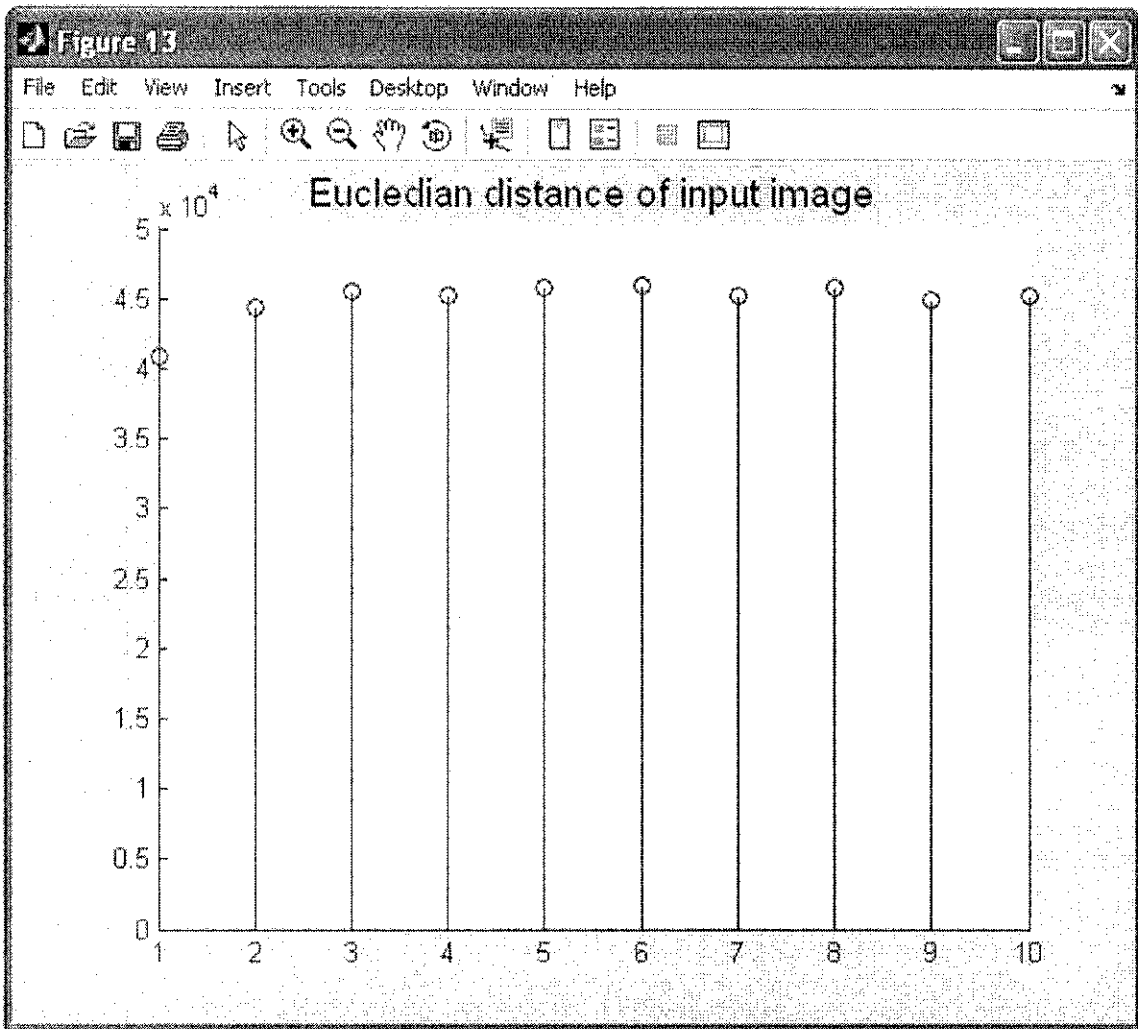 Figure 13
File Edit View Insert Tools Desktop Window Help
x 10^4
Eucledian distance of input image
5
4.5
4
3.5
3
2.5
2
1.5
1
0.5
0
1 2 3 4 5 6 7 8 9 10